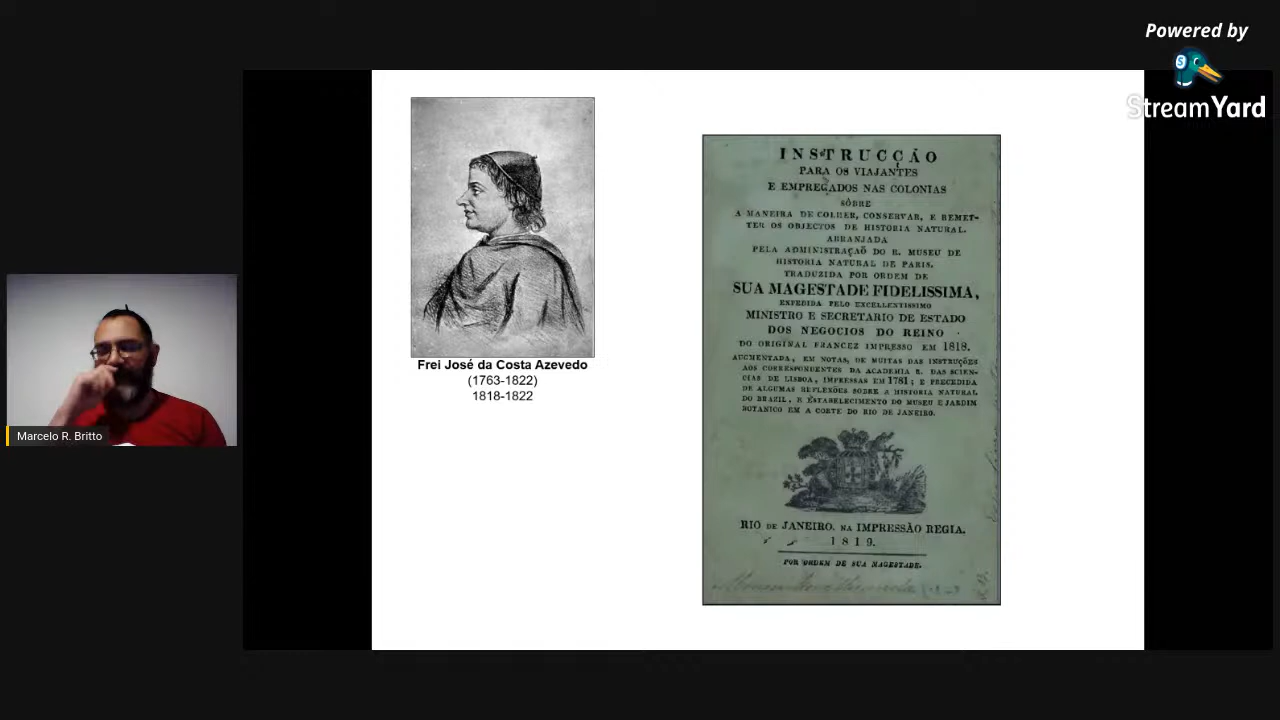 Powered by
StreamYard
INSTRUCÇÃO
PARA OS VIAJANTES
E EMPREGADOS NAS COLONIAS
SÔBRE
A MANEIRA DE COLHER, CONSERVAR, E REMET-
TER OS OBJECTOS DE HISTORIA NATURAL.
ARRANJADA
PELA ADMINISTRAÇAÕ DO R. MUSEU DE
HISTORIA NATURAL DE PARIS.
TRADUZIDA POR ORDEM DE
SUA MAGESTADE FIDELISSIMA,
EXPEDIDA PELO EXCELLENTISSIMO
MINISTRO E SECRETARIO DE ESTADO
DOS NEGOCIOS DO REINO
DO ORIGINAL FRANCEZ IMPRESSO EM 1818.
AUGMENTADA, EM NOTAS, DE MUITAS DAS INSTRUÇÕES
AOS CORRESPONDENTES DA ACADEMIA R. DAS SCIEN-
CIAS DE LISBOA, IMPRESSAS EM 1781; E PRECEDIDA
DE ALGUMAS REFLEXÕES SOBRE A HISTORIA NATURAL
DO BRAZIL, E ESTABELECIMENTO DO MUSEU E JARDIM
BOTANICO EM A CORTE DO RIO DE JANEIRO.
RIO DE JANEIRO. NA IMPRESSÃO REGIA.
1819.
POR ORDEM DE SUA MAGESTADE.
Frei José da Costa Azevedo
(1763-1822)
1818-1822
Marcelo R. Britto